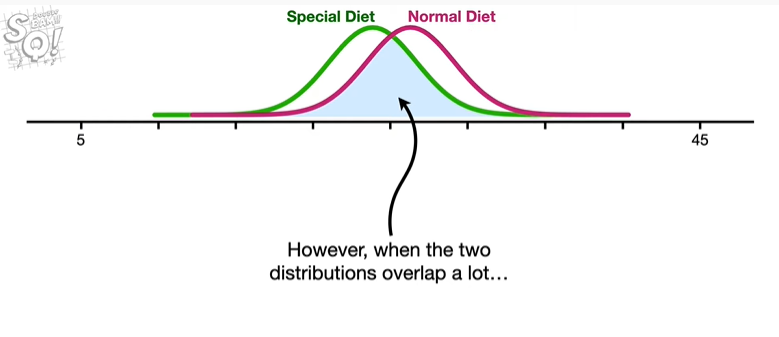 Special Diet Normal Diet
5 45
However, when the two
distributions overlap a lot...